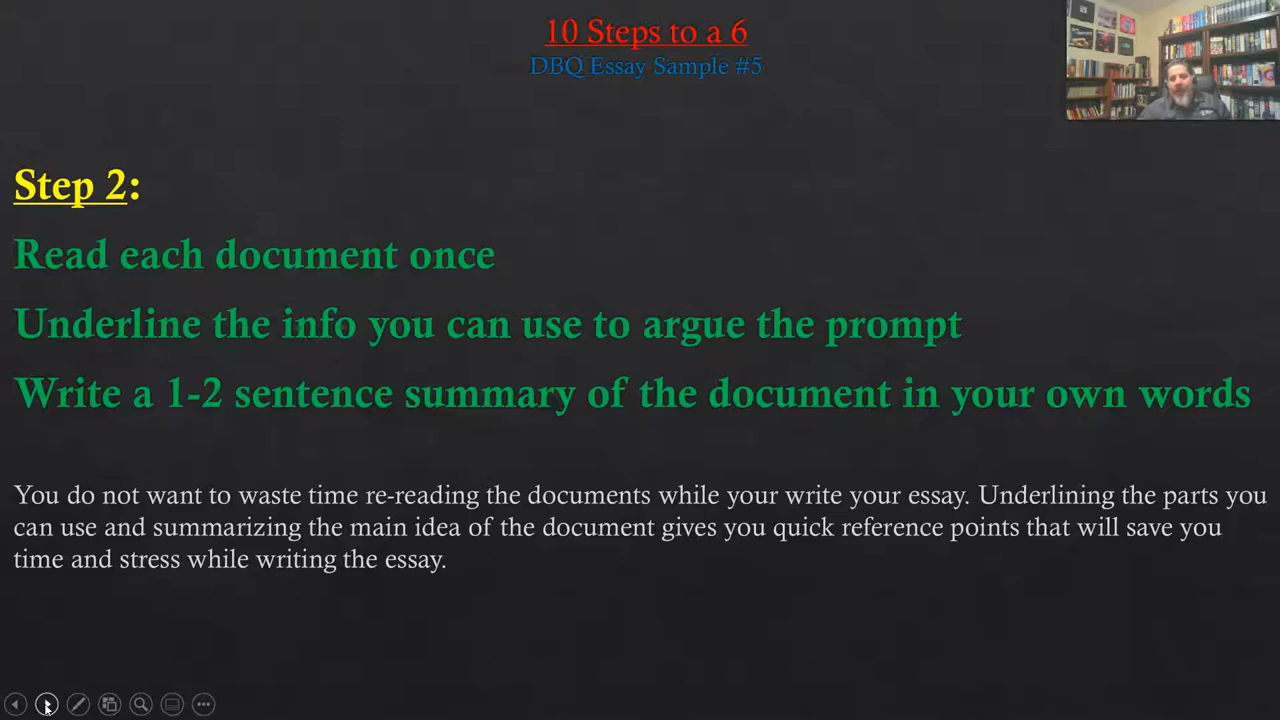 10 Steps to a 6
DBQ Essay Sample #5
Step 2:
Read each document once
Underline the info you can use to argue the prompt
Write a 1-2 sentence summary of the document in your own words
You do not want to waste time re-reading the documents while your write your essay. Underlining the parts you
can use and summarizing the main idea of the document gives you quick reference points that will save you
time and stress while writing the essay.